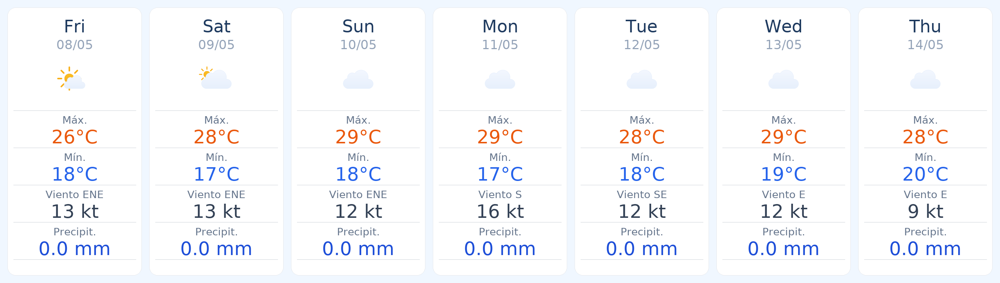 Fri
08/05
Máx.
26°C
Mín.
18°C
Viento ENE
13 kt
Precipit.
0.0 mm
Sat
09/05
Máx.
28°C
Mín.
17°C
Viento ENE
13 kt
Precipit.
0.0 mm
Sun
10/05
Máx.
29°C
Mín.
18°C
Viento ENE
12 kt
Precipit.
0.0 mm
Mon
11/05
Máx.
29°C
Mín.
17°C
Viento S
16 kt
Precipit.
0.0 mm
Tue
12/05
Máx.
28°C
Mín.
18°C
Viento SE
12 kt
Precipit.
0.0 mm
Wed
13/05
Máx.
29°C
Mín.
19°C
Viento E
12 kt
Precipit.
0.0 mm
Thu
14/05
Máx.
28°C
Mín.
20°C
Viento E
9 kt
Precipit.
0.0 mm